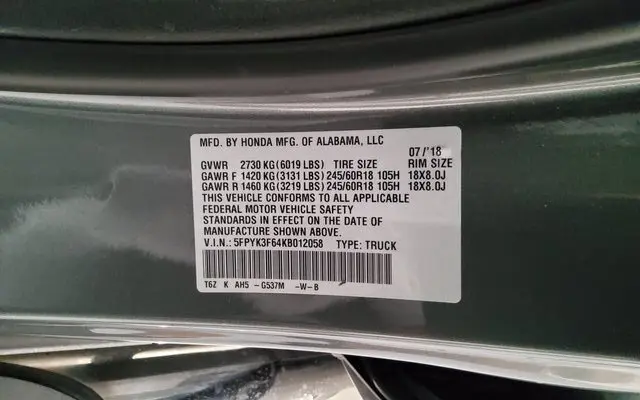 MFD. BY HONDA MFG. OF ALABAMA, LLC
07/'18
GVWR 2730 KG(6019 LBS) TIRE SIZE RIM SIZE
GAWR F 1420 KG(3131 LBS)245/60R18 105H 18X8.0J
GAWR R 1460 KG(3219 LBS)245/60R18 105H 18X8.0J
THIS VEHICLE CONFORMS TO ALL APPLICABLE
FEDERAL MOTOR VEHICLE SAFETY
STANDARDS IN EFFECT ON THE DATE OF
MANUFACTURE SHOWN ABOVE.
V.I.N.: 5FPYK3F64KB012058 TYPE: TRUCK
T6Z K AH5 -G537M -W-B